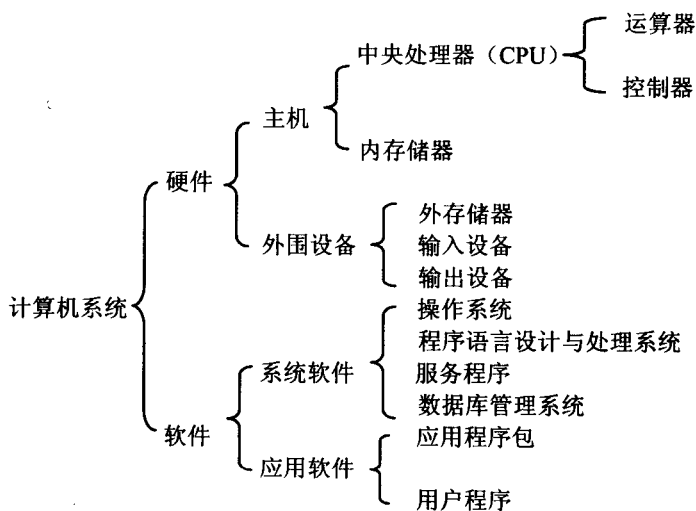 计算机系统
硬件
主机
中央处理器（CPU）
运算器
控制器
内存储器
外围设备
外存储器
输入设备
输出设备
软件
系统软件
操作系统
程序语言设计与处理系统
服务程序
数据库管理系统
应用软件
应用程序包
用户程序